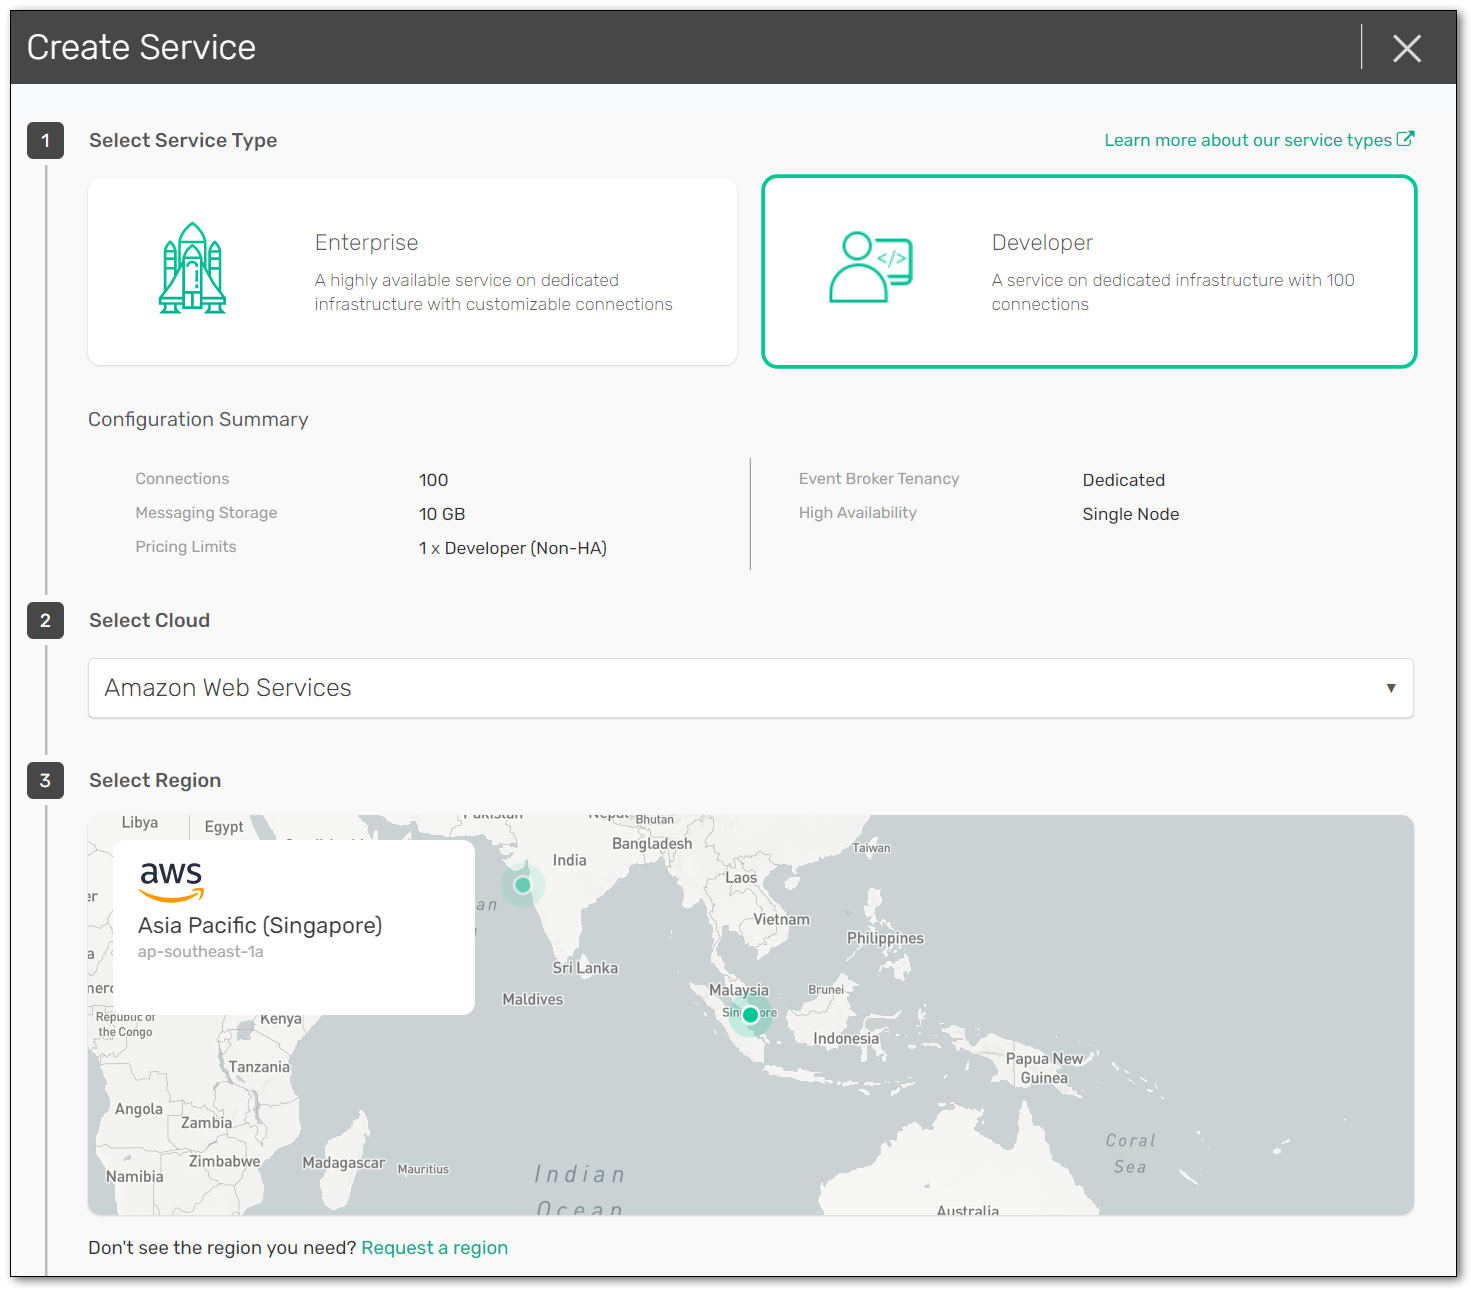 Create Service
1
Select Service Type
Learn more about our service types
Enterprise
A highly available service on dedicated
infrastructure with customizable connections
</>
Developer
A service on dedicated infrastructure with 100
connections
Configuration Summary
Connections
100
Messaging Storage
10 GB
Pricing Limits
1 x Developer (Non-HA)
Event Broker Tenancy
Dedicated
High Availability
Single Node
2
Select Cloud
Amazon Web Services
3
Select Region
Libya
Egypt
Pakistan
Nepal
Bhutan
Bangladesh
India
Taiwan
Laos
aws
Asia Pacific (Singapore)
ap-southeast-1a
Vietnam
Philippines
Sri Lanka
Maldives
Malaysia
Brunei
Singapore
Republic of
the Congo
Kenya
Indonesia
Tanzania
Papua New
Guinea
Angola
Zambia
Coral
Sea
Zimbabwe
Madagascar
Mauritius
Namibia
Indian
Ocean
Australia
Don't see the region you need? Request a region